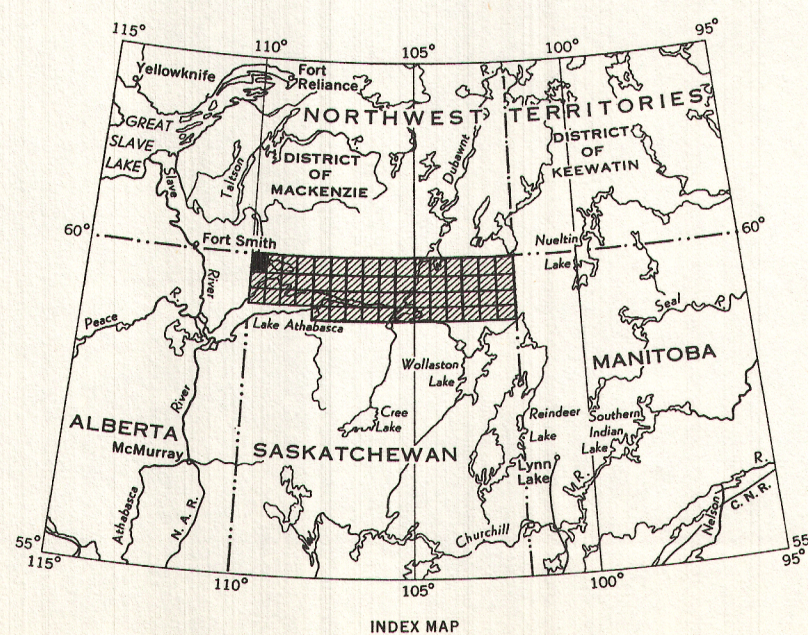 115°
110°
105°
100°
95°
Yellowknife
Fort
Reliance
R.
NORTHWEST TERRITORIES
GREAT
SLAVE
LAKE
Slave
Taltson
DISTRICT
OF
MACKENZIE
Dubawnt
DISTRICT
OF
KEEWATIN
60°
Fort Smith
Nueltin
Lake
60°
River
R.
Peace
Lake Athabasca
Seal R.
Wollaston
Lake
MANITOBA
River
ALBERTA
McMurray
Cree
Lake
SASKATCHEWAN
Reindeer
Lake
Southern
Indian
Lake
Lynn
Lake
R.
R.
Athabasca
N.A.R.
Churchill
Nelson
C.N.R.
55°
115°
110°
105°
100°
55
95°
INDEX MAP